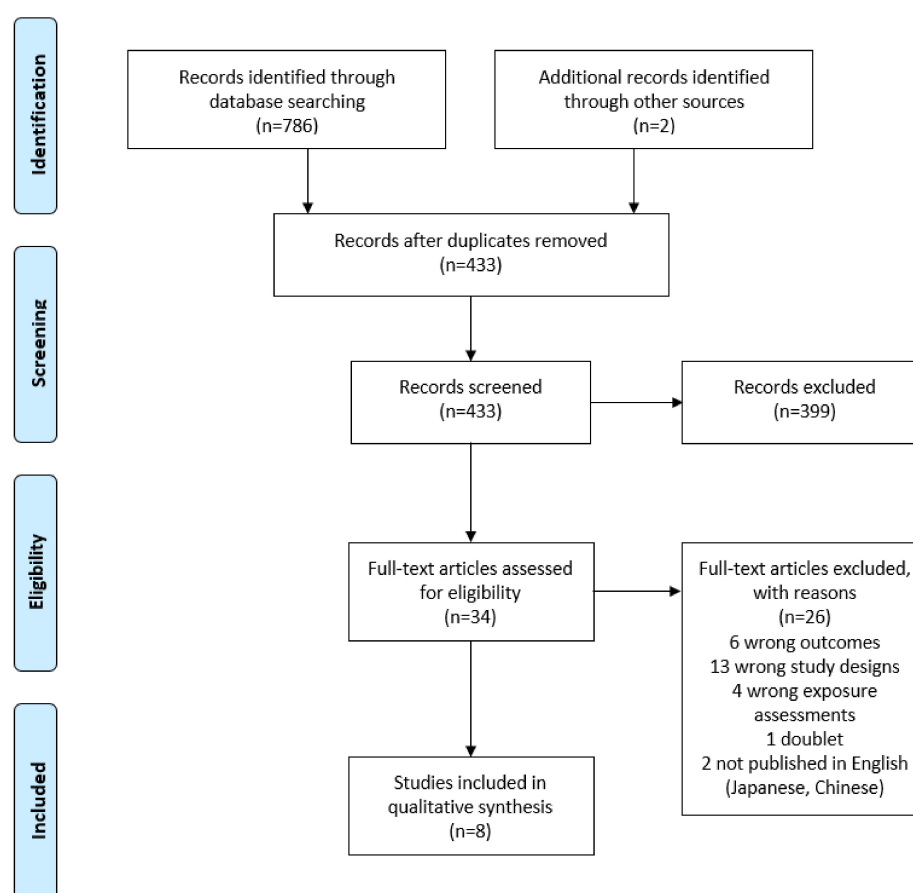 Identification
Records identified through
database searching
(n=786)
Additional records identified
through other sources
(n=2)
Records after duplicates removed
(n=433)
Screening
Records screened
(n=433)
Records excluded
(n=399)
Eligibility
Full-text articles assessed
for eligibility
(n=34)
Full-text articles excluded,
with reasons
(n=26)
6 wrong outcomes
13 wrong study designs
4 wrong exposure
assessments
1 doublet
2 not published in English
(Japanese, Chinese)
Included
Studies included in
qualitative synthesis
(n=8)